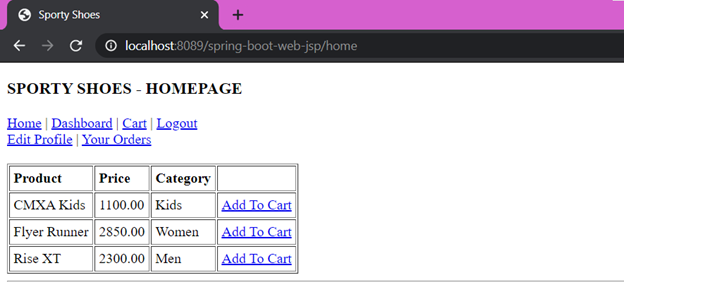 Sporty Shoes
localhost:8089/spring-boot-web-jsp/home
SPORTY SHOES - HOMEPAGE
Home | Dashboard | Cart | Logout
Edit Profile | Your Orders
Product Price Category
CMXA Kids 1100.00 Kids Add To Cart
Flyer Runner 2850.00 Women Add To Cart
Rise XT 2300.00 Men Add To Cart